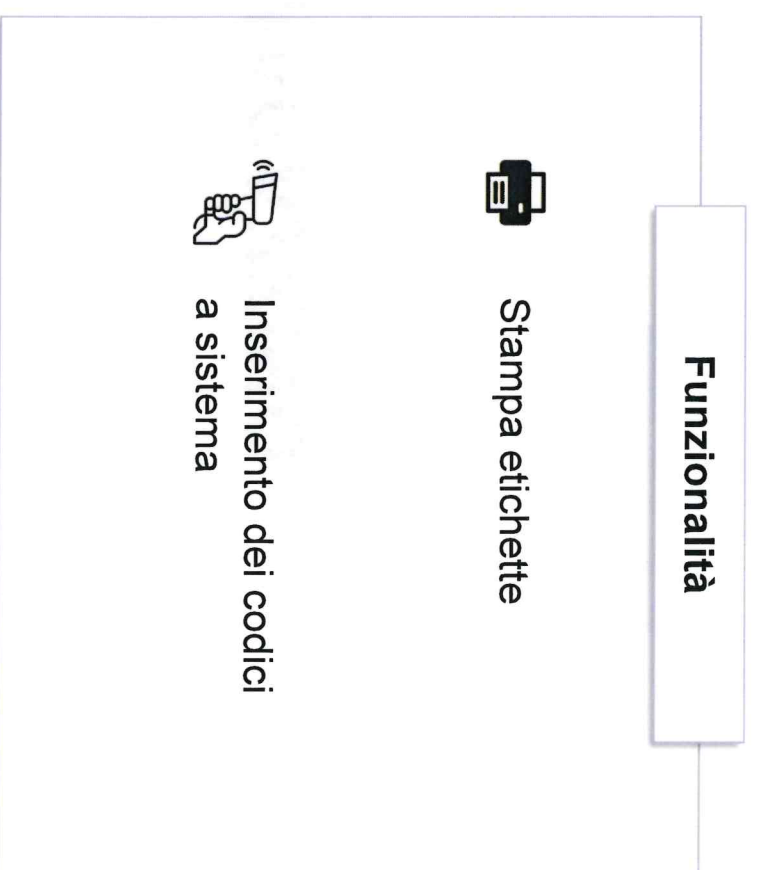 Funzionalità
Stampa etichette
Inserimento dei codici
a sistema